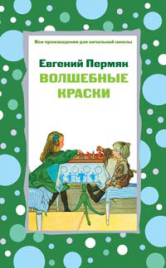 Все произведения для начальной школы
Евгений Пермяк
ВОЛШЕБНЫЕ
КРАСКИ